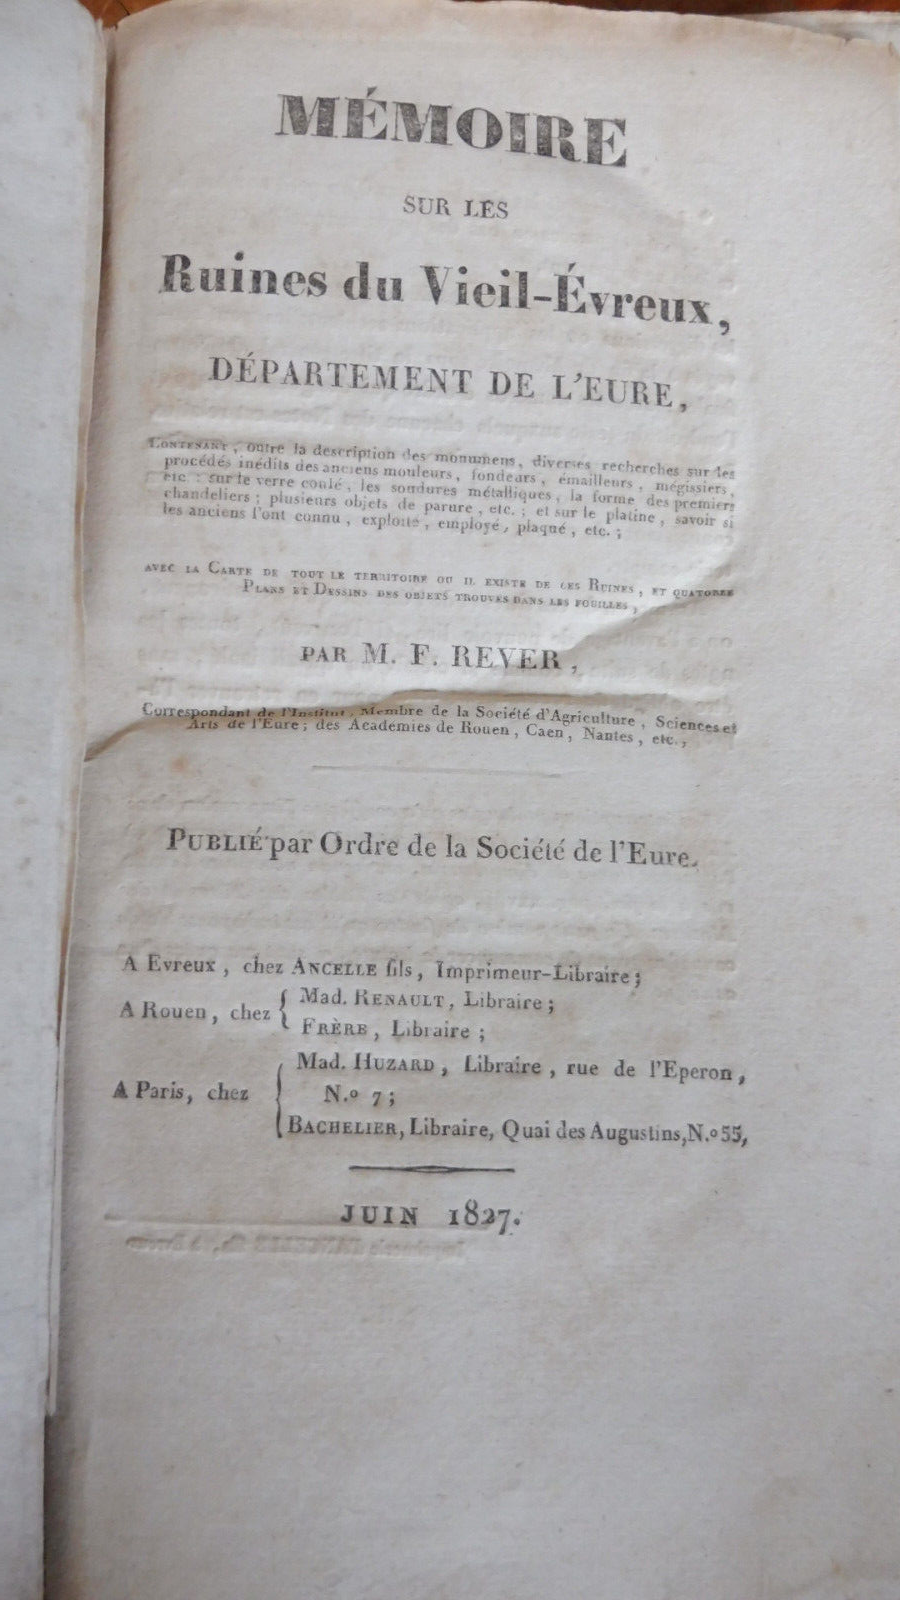 MÉMOIRE
SUR LES
Ruines du Vieil-Évreux,
DÉPARTEMENT DE L'EURE,
CONTENANT, outre la description des monumens, diverses recherches sur les
procédés inédits des anciens mouleurs, fondeurs, émailleurs, mégissiers,
etc. : sur le verre coulé, les soudures métalliques, la forme des premiers
chandeliers; plusieurs objets de parure, etc.; et sur le platine, savoir si
les anciens l'ont connu, exploité, employé, plaqué, etc.;
AVEC LA CARTE DE TOUT LE TERRITOIRE OU IL EXISTE DE CES RUINES, ET QUATORZE
PLANS ET DESSINS DES OBJETS TROUVÉS DANS LES FOUILLES,
PAR M. F. REVER,
Correspondant de l'Institut, Membre de la Société d'Agriculture, Sciences et
Arts de l'Eure; des Académies de Rouen, Caen, Nantes, etc.,
PUBLIÉ par Ordre de la Société de l'Eure.
A Evreux, chez ANCELLE fils, Imprimeur-Libraire;
A Rouen, chez { Mad. RENAULT, Libraire;
FRÈRE, Libraire;
A Paris, chez { Mad. HUZARD, Libraire, rue de l'Eperon,
N.o 7;
BACHELIER, Libraire, Quai des Augustins, N.o 55,
JUIN 1827.